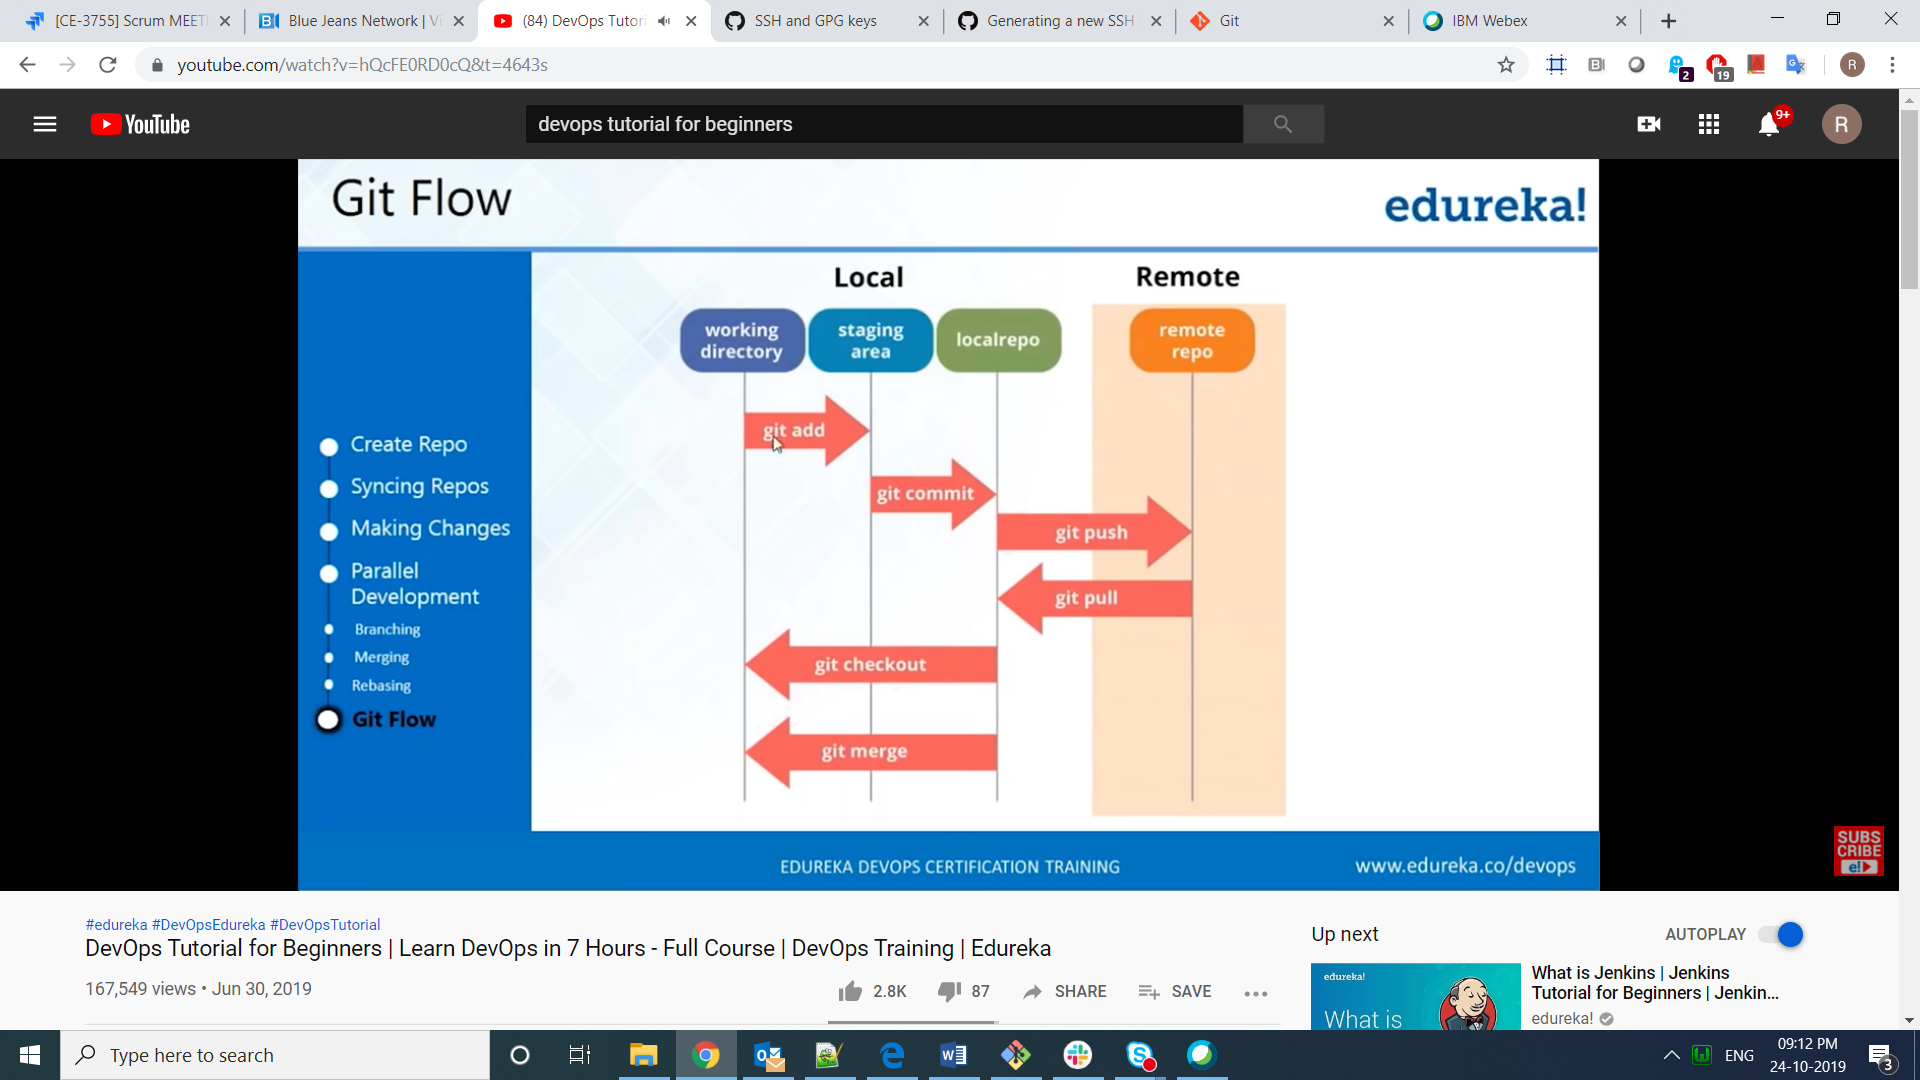 [CE-3755] Scrum MEET
Blue Jeans Network | Vi
(84) DevOps Tutori
SSH and GPG keys
Generating a new SSH
Git
IBM Webex
youtube.com/watch?v=hQcFE0RD0cQ&t=4643s
2
19
R
YouTube
devops tutorial for beginners
9+
R
Git Flow
edureka!
Local
Remote
working
directory
staging
area
localrepo
remote
repo
git add
git commit
git push
git pull
git checkout
git merge
Create Repo
Syncing Repos
Making Changes
Parallel
Development
Branching
Merging
Rebasing
Git Flow
EDUREKA DEVOPS CERTIFICATION TRAINING
www.edureka.co/devops
SUBS
CRIBE
e!
#edureka #DevOpsEdureka #DevOpsTutorial
DevOps Tutorial for Beginners | Learn DevOps in 7 Hours - Full Course | DevOps Training | Edureka
167,549 views • Jun 30, 2019
2.8K
87
SHARE
SAVE
Up next
AUTOPLAY
edureka!
What is
What is Jenkins | Jenkins
Tutorial for Beginners | Jenkin...
edureka!
Type here to search
ENG
09:12 PM
24-10-2019
3